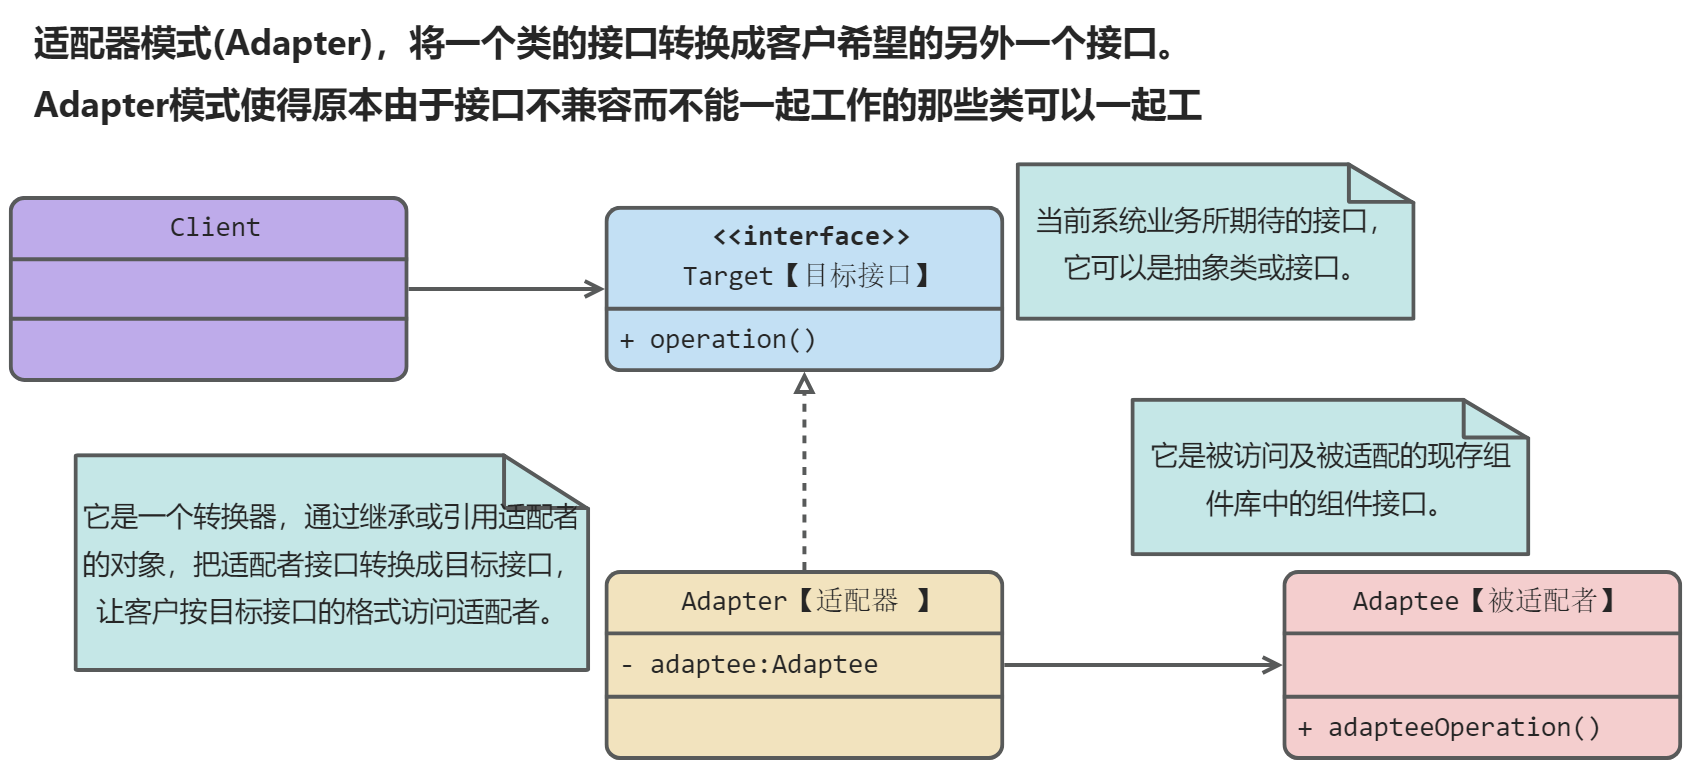 适配器模式(Adapter)，将一个类的接口转换成客户希望的另外一个接口。
Adapter模式使得原本由于接口不兼容而不能一起工作的那些类可以一起工
Client
<<interface>>
Target【目标接口】
+ operation()
当前系统业务所期待的接口，
它可以是抽象类或接口。
它是一个转换器，通过继承或引用适配者
的对象，把适配者接口转换成目标接口，
让客户按目标接口的格式访问适配者。
它是被访问及被适配的现存组
件库中的组件接口。
Adapter【适配器 】
- adaptee:Adaptee
Adaptee【被适配者】
+ adapteeOperation()